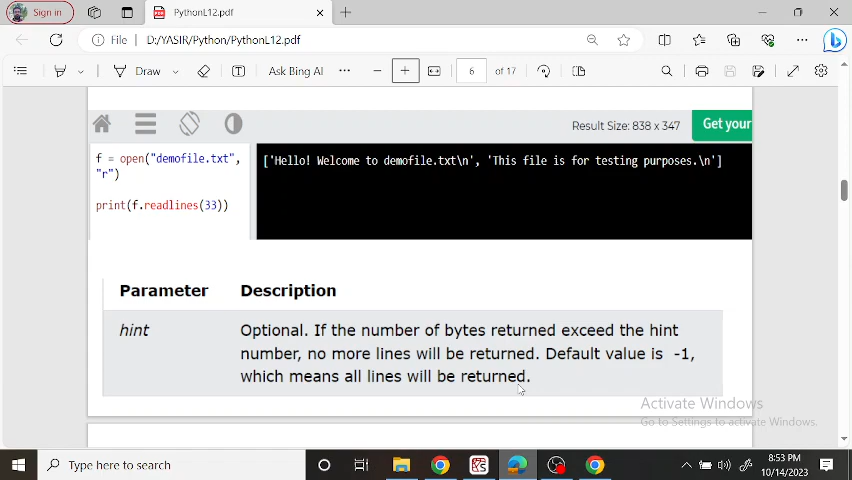 Sign in
PythonL12.pdf
File
D:/YASIR/Python/PythonL12.pdf
Draw
Ask Bing AI
6
of 17
Result Size: 838 x 347
Get your
f = open("demofile.txt",
"r")
print(f.readlines(33))
['Hello! Welcome to demofile.txt\n', 'This file is for testing purposes.\n']
Parameter Description
hint
Optional. If the number of bytes returned exceed the hint
number, no more lines will be returned. Default value is -1,
which means all lines will be returned.
Activate Windows
Go to Settings to activate Windows.
Type here to search
8:53 PM
10/14/2023